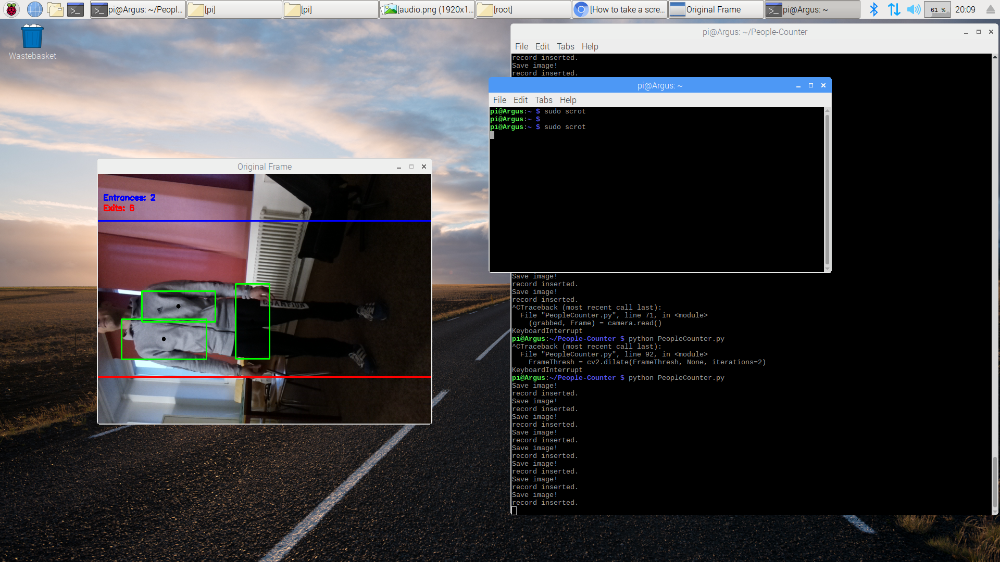 pi@Argus: ~/Peopl...
[pi]
[pi]
[audio.png (1920x1...
[root]
[How to take a scre...
Original Frame
pi@Argus: ~
61 %
20:09
Wastebasket
pi@Argus: ~/People-Counter
File Edit Tabs Help
record inserted.
Save image!
record inserted.
pi@Argus: ~
File Edit Tabs Help
pi@Argus:~ $ sudo scrot
pi@Argus:~ $
pi@Argus:~ $ sudo scrot
Original Frame
Entrances: 2
Exits: 6
CHAMPION
Save image!
record inserted.
Save image!
record inserted.
^CTraceback (most recent call last):
File "PeopleCounter.py", line 71, in <module>
(grabbed, Frame) = camera.read()
KeyboardInterrupt
pi@Argus:~/People-Counter $ python PeopleCounter.py
^CTraceback (most recent call last):
File "PeopleCounter.py", line 92, in <module>
FrameThresh = cv2.dilate(FrameThresh, None, iterations=2)
KeyboardInterrupt
pi@Argus:~/People-Counter $ python PeopleCounter.py
Save image!
record inserted.
Save image!
record inserted.
Save image!
record inserted.
Save image!
record inserted.
Save image!
record inserted.
Save image!
record inserted.
Save image!
record inserted.
Save image!
record inserted.